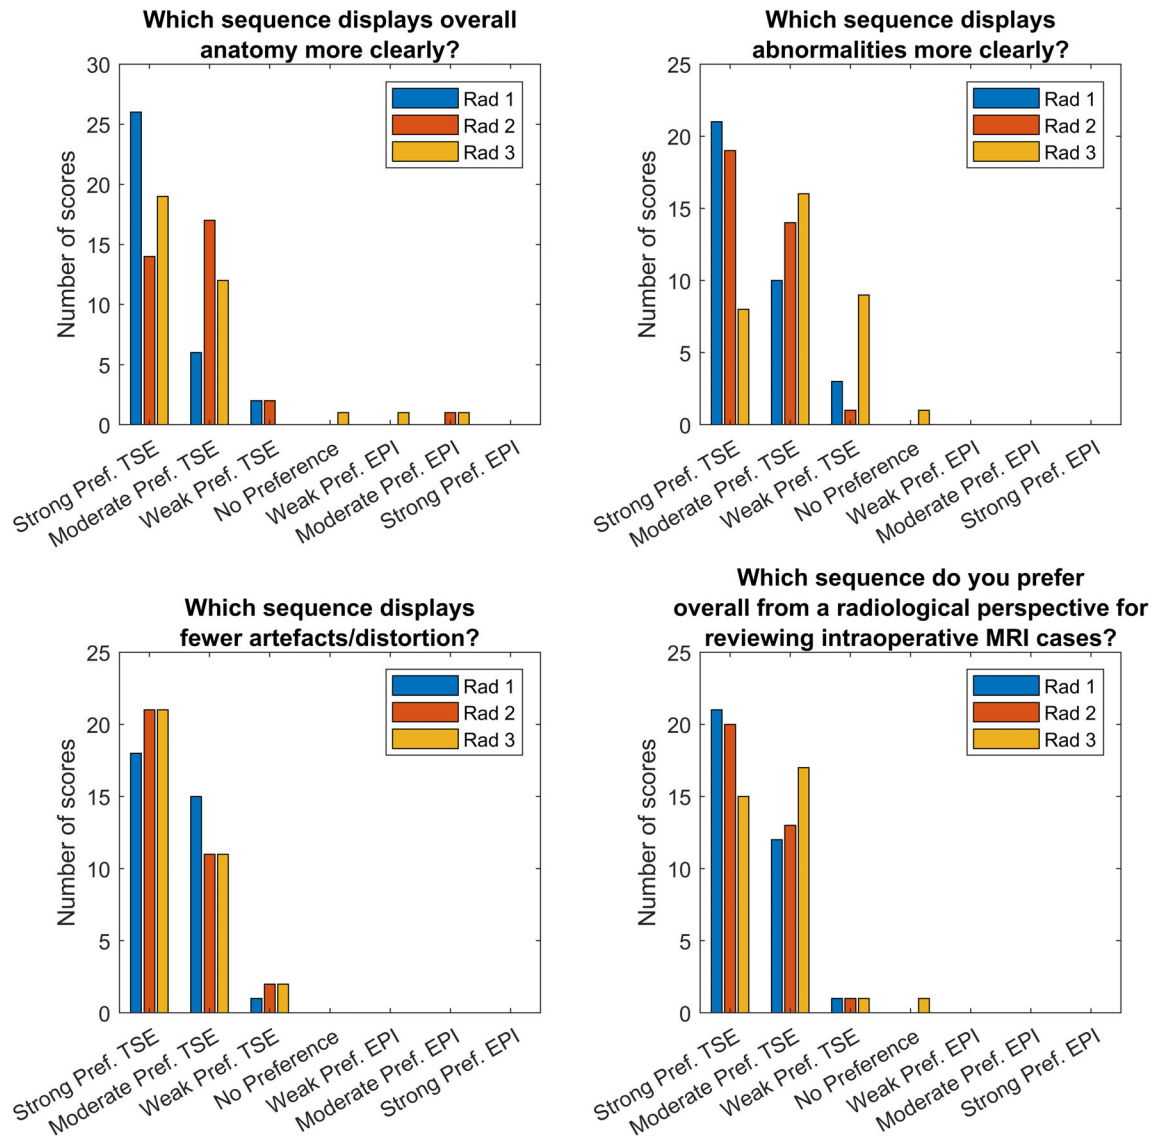 Which sequence displays overall
anatomy more clearly?
30
25
20
15
10
5
0
Number of scores
Rad 1
Rad 2
Rad 3
Strong Pref. TSE
Moderate Pref. TSE
Weak Pref. TSE
No Preference
Weak Pref. EPI
Moderate Pref. EPI
Strong Pref. EPI
Which sequence displays
abnormalities more clearly?
25
20
15
10
5
0
Number of scores
Rad 1
Rad 2
Rad 3
Strong Pref. TSE
Moderate Pref. TSE
Weak Pref. TSE
No Preference
Weak Pref. EPI
Moderate Pref. EPI
Strong Pref. EPI
Which sequence displays
fewer artefacts/distortion?
25
20
15
10
5
0
Number of scores
Rad 1
Rad 2
Rad 3
Strong Pref. TSE
Moderate Pref. TSE
Weak Pref. TSE
No Preference
Weak Pref. EPI
Moderate Pref. EPI
Strong Pref. EPI
Which sequence do you prefer
overall from a radiological perspective for
reviewing intraoperative MRI cases?
25
20
15
10
5
0
Number of scores
Rad 1
Rad 2
Rad 3
Strong Pref. TSE
Moderate Pref. TSE
Weak Pref. TSE
No Preference
Weak Pref. EPI
Moderate Pref. EPI
Strong Pref. EPI